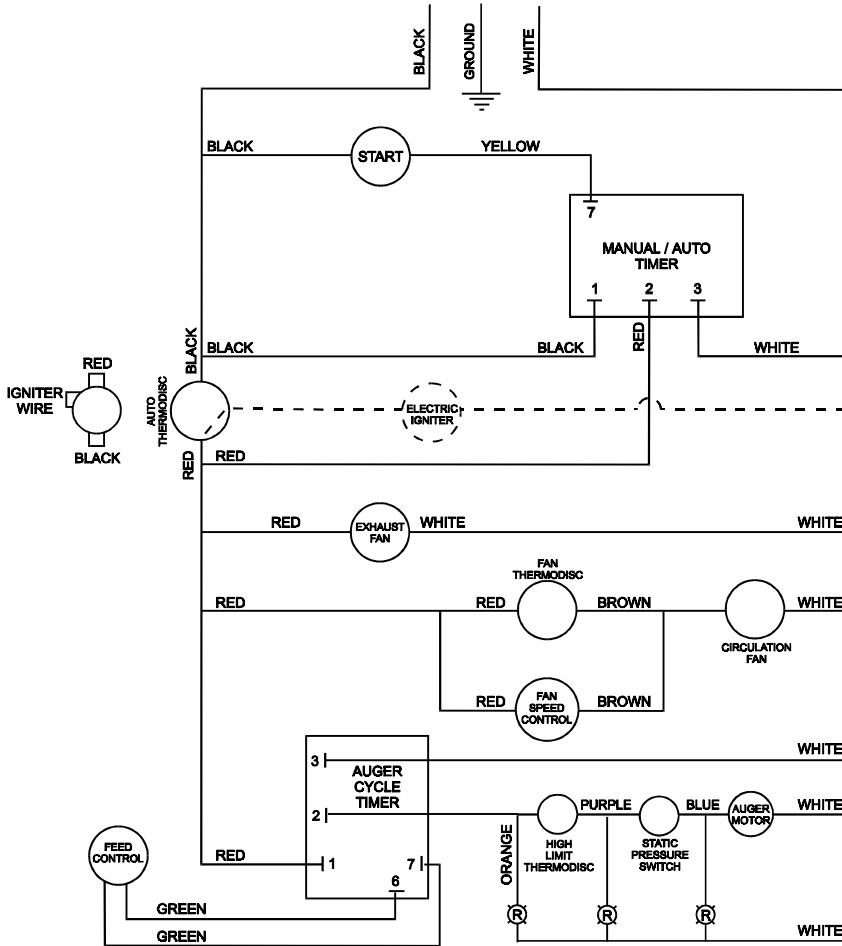 BLACK
GROUND
WHITE
BLACK
START
YELLOW
7
MANUAL / AUTO
TIMER
1 2 3
BLACK
BLACK
BLACK
RED
WHITE
RED
IGNITER
WIRE
BLACK
AUTO
THERMODISC
ELECTRIC
IGNITER
RED
RED
RED
EXHAUST
FAN
WHITE
WHITE
FAN
THERMODISC
RED
RED
BROWN
WHITE
CIRCULATION
FAN
RED
FAN
SPEED
CONTROL
BROWN
WHITE
3
AUGER
CYCLE
TIMER
2
PURPLE
BLUE
AUGER
MOTOR
WHITE
ORANGE
HIGH
LIMIT
THERMODISC
STATIC
PRESSURE
SWITCH
FEED
CONTROL
RED
1
7
6
GREEN
R
R
R
GREEN
WHITE